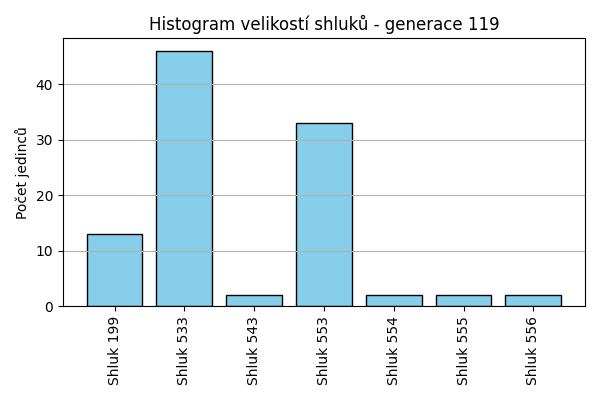 Histogram velikostí shluků - generace 119
Počet jedinců
40
30
20
10
0
Shluk 199
Shluk 533
Shluk 543
Shluk 553
Shluk 554
Shluk 555
Shluk 556